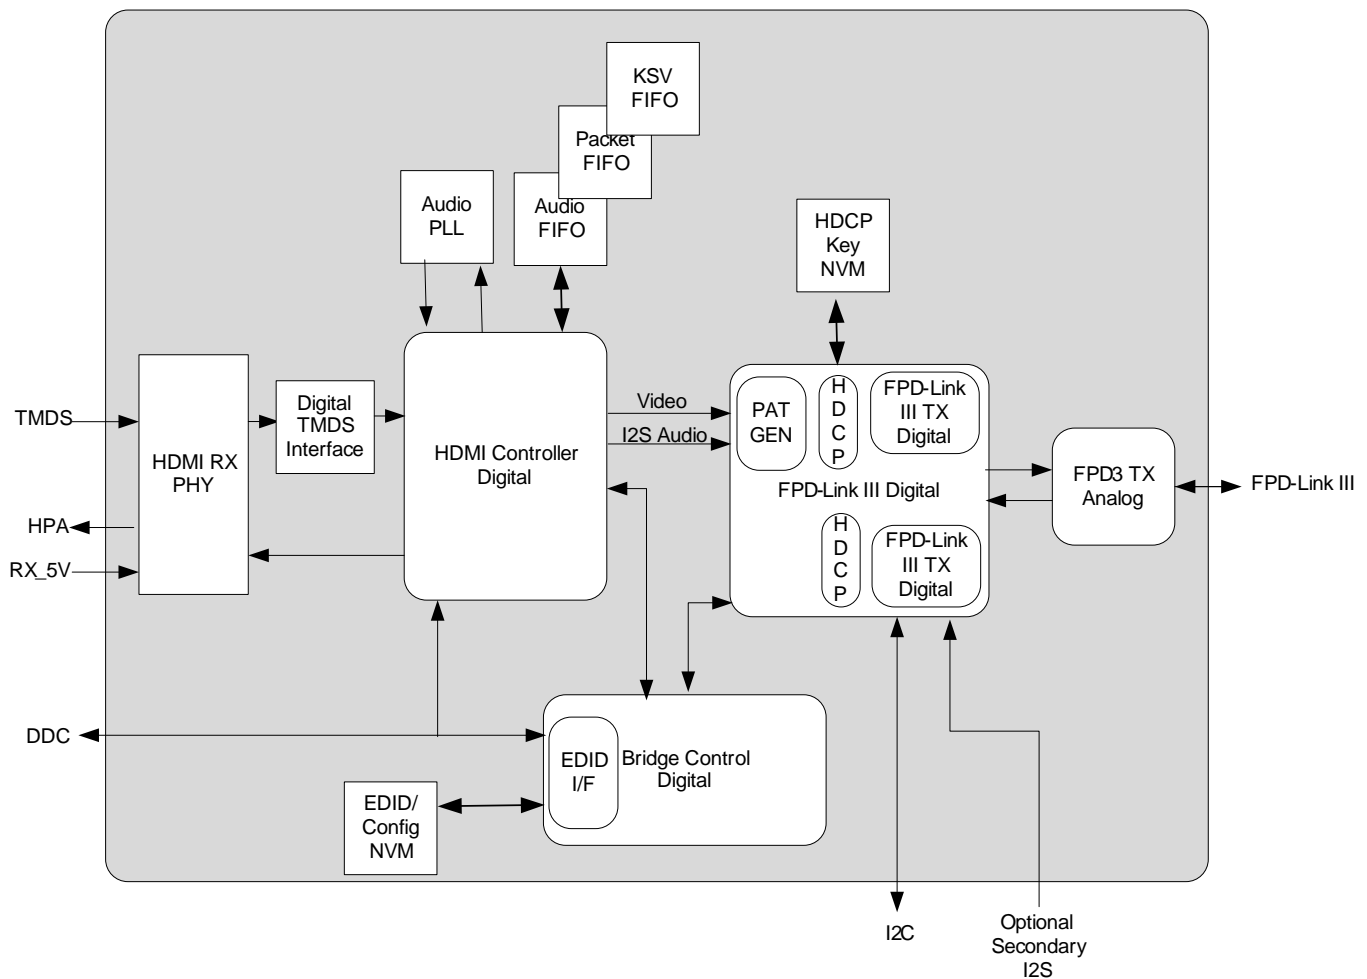 KSV
FIFO
Packet
FIFO
Audio
PLL
Audio
FIFO
HDCP
Key
NVM
TMDS
HPA
RX_5V
HDMI RX
PHY
Digital
TMDS
Interface
HDMI Controller
Digital
Video
I2S Audio
PAT
GEN
H
D
C
P
FPD-Link
III TX
Digital
FPD-Link III Digital
H
D
C
P
FPD-Link
III TX
Digital
FPD3 TX
Analog
FPD-Link III
DDC
EDID
I/F
Bridge Control
Digital
EDID/
Config
NVM
I2C
Optional
Secondary
I2S